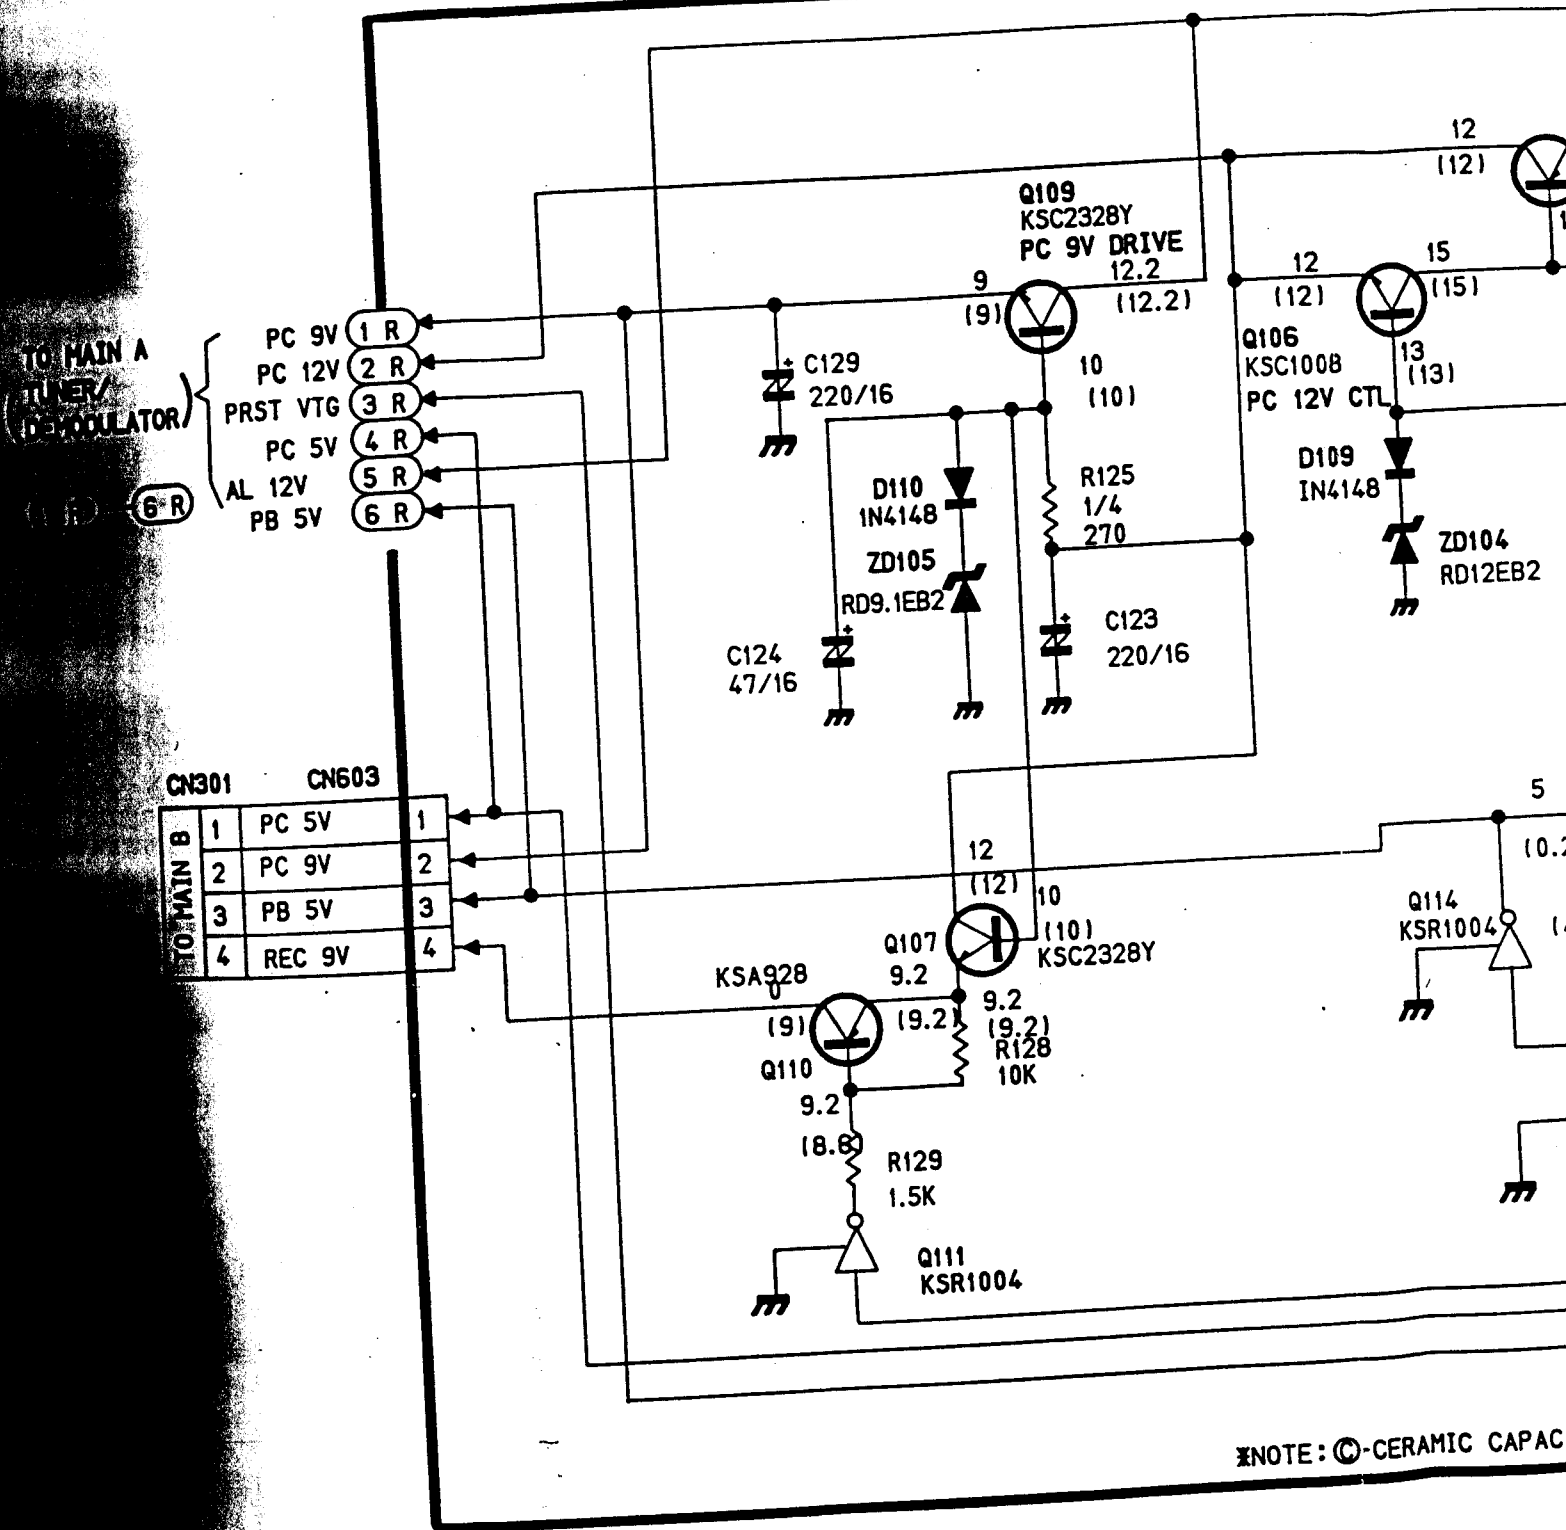 12
(12)
Q109
KSC2328Y
PC 9V DRIVE
12.2
(12.2)
9
(9)
12
(12)
15
(15)
PC 9V 1 R
PC 12V 2 R
PRST VTG 3 R
PC 5V 4 R
AL 12V 5 R
PB 5V 6 R
TO MAIN A
TUNER/
DEMODULATOR
6 R
C129
220/16
10
(10)
Q106
KSC1008
PC 12V CTL
13
(13)
D110
1N4148
R125
1/4
270
D109
IN4148
ZD105
RD9.1EB2
ZD104
RD12EB2
C124
47/16
C123
220/16
CN301 CN603
TO MAIN B
1 PC 5V 1
2 PC 9V 2
3 PB 5V 3
4 REC 9V 4
5
12
(12)
10
(10)
Q107
KSC2328Y
Q114
KSR1004
KSA928
(9)
9.2
(9.2)
9.2
(9.2)
R128
10K
Q110
9.2
R129
1.5K
Q111
KSR1004
※NOTE:Ⓒ-CERAMIC CAPAC